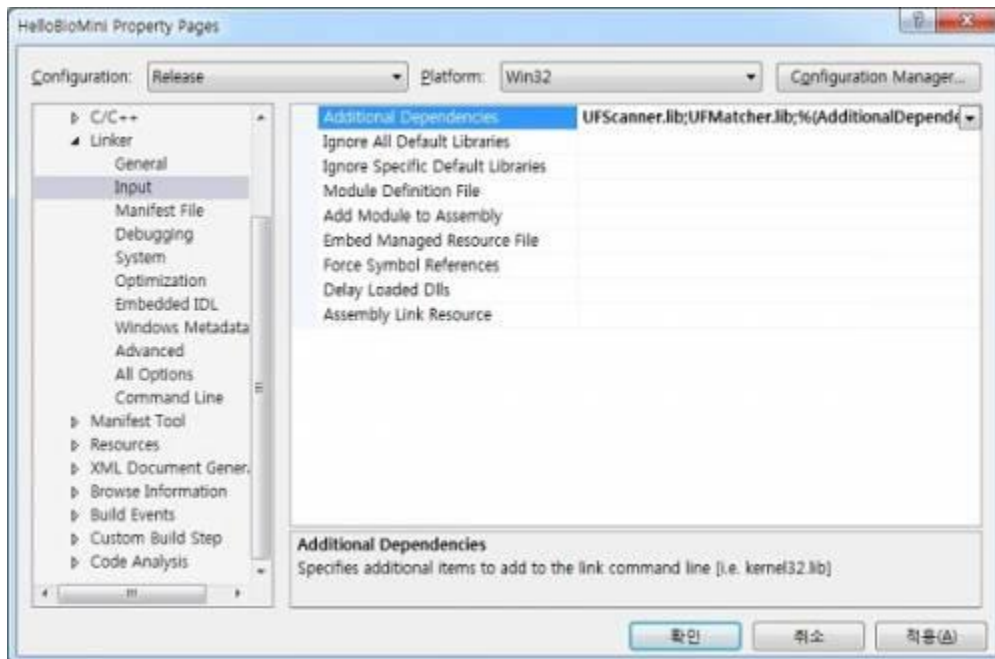 HelloBioMini Property Pages
Configuration: Release Platform: Win32 Configuration Manager...
C/C++
Linker
General
Input
Manifest File
Debugging
System
Optimization
Embedded IDL
Windows Metadata
Advanced
All Options
Command Line
Manifest Tool
Resources
XML Document Gener
Browse Information
Build Events
Custom Build Step
Code Analysis
Additional Dependencies UFScanner.lib;UFMatcher.lib;%(AdditionalDepende
Ignore All Default Libraries
Ignore Specific Default Libraries
Module Definition File
Add Module to Assembly
Embed Managed Resource File
Force Symbol References
Delay Loaded Dlls
Assembly Link Resource
Additional Dependencies
Specifies additional items to add to the link command line [i.e. kernel32.lib]
확인 취소 적용(A)